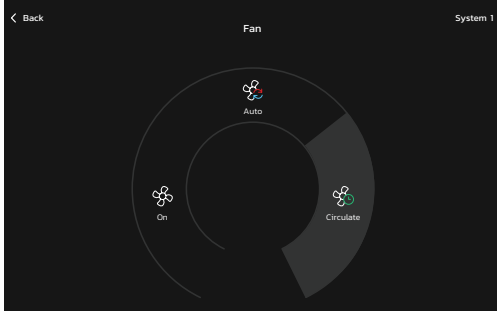 Back
System 1
Fan
Auto
On
Circulate